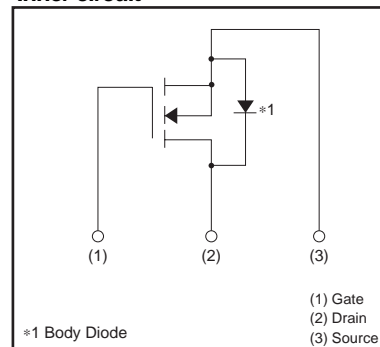 Inner circuit
*1
(1) (2) (3)
*1 Body Diode
(1) Gate
(2) Drain
(3) Source